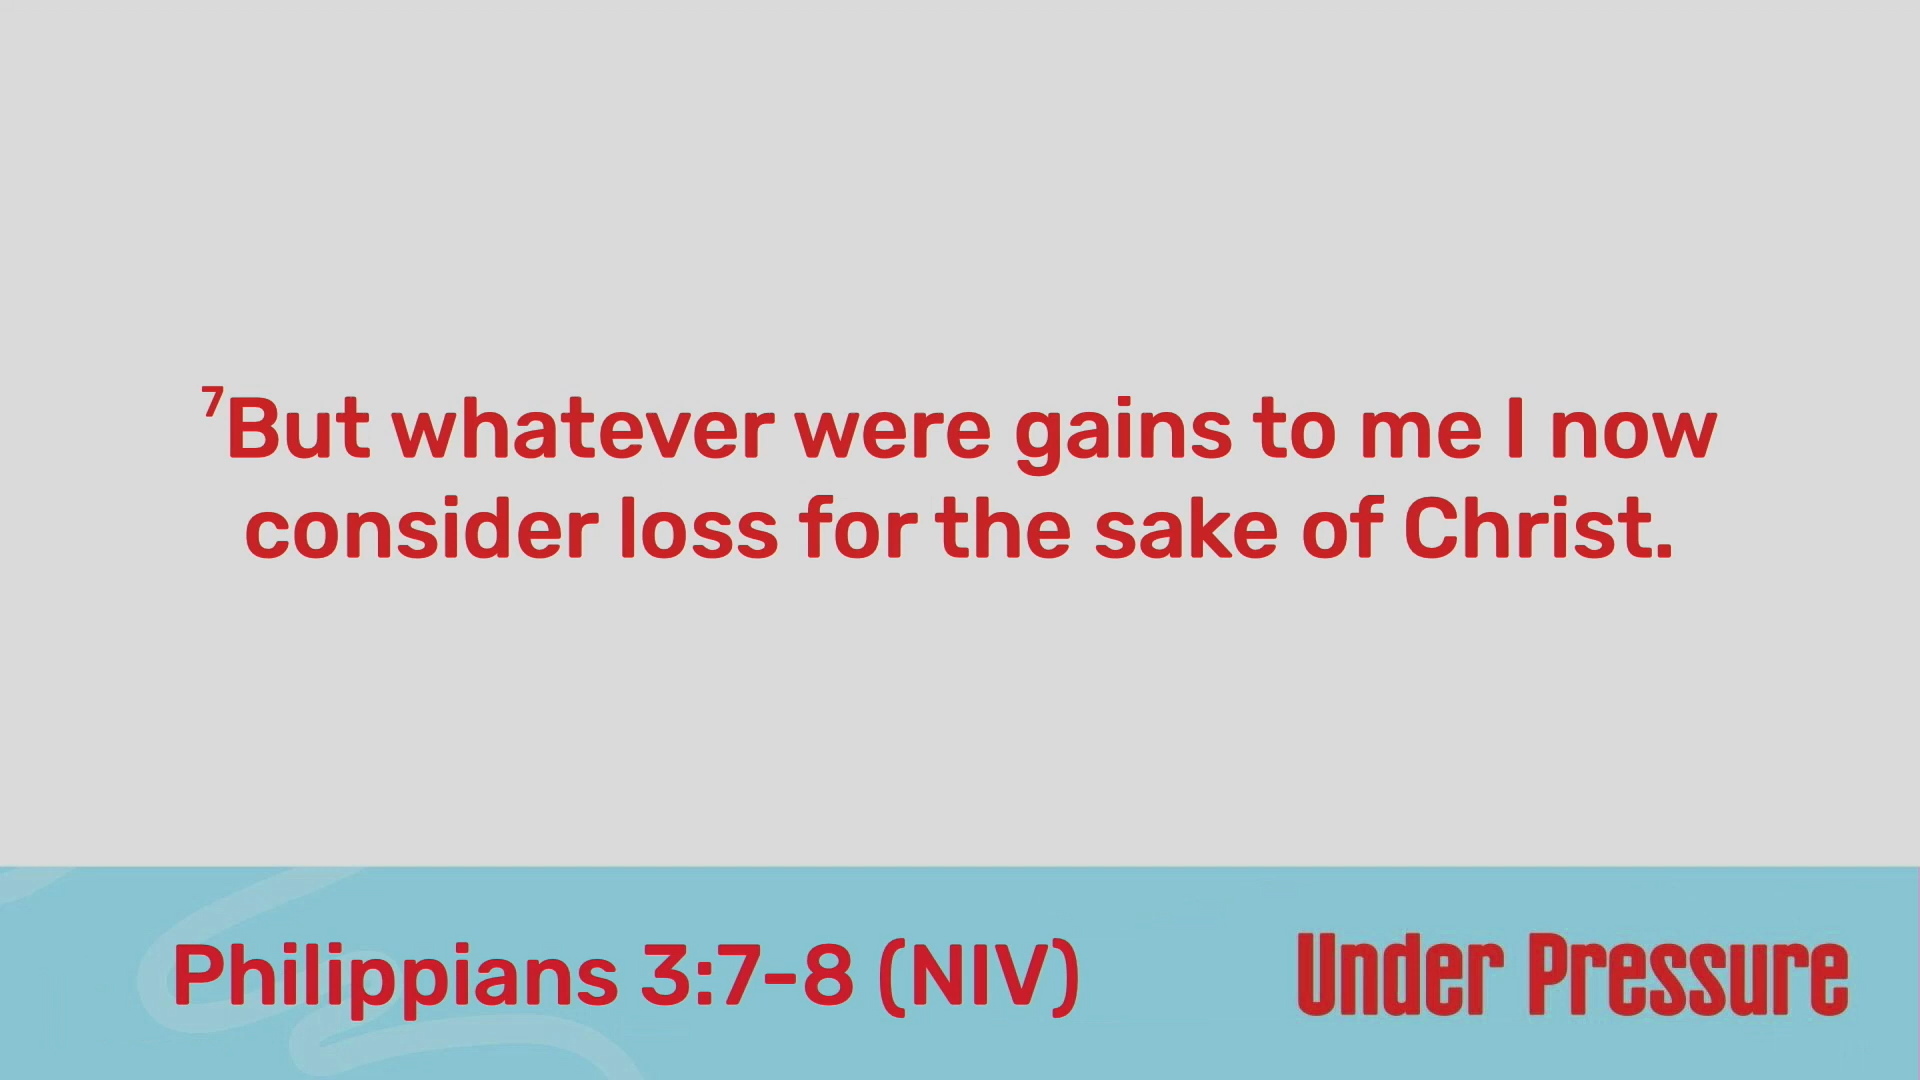 ⁷But whatever were gains to me I now
consider loss for the sake of Christ.
Philippians 3:7–8 (NIV)
Under Pressure